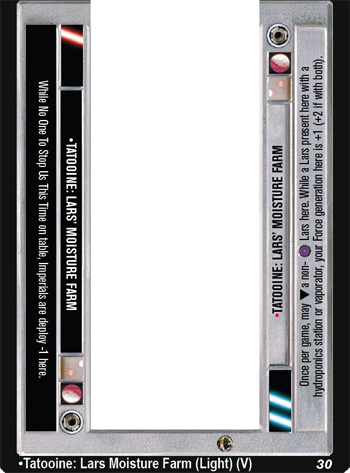 While No One To Stop Us This Time on table, Imperials are deploy -1 here.
•TATOOINE: LARS' MOISTURE FARM
•TATOOINE: LARS' MOISTURE FARM
Once per game, may ▼ a non- Lars here. While a Lars present here with a
hydroponics station or vaporator, your Force generation here is +1 (+2 if with both).
•Tatooine: Lars Moisture Farm (Light) (V)
30